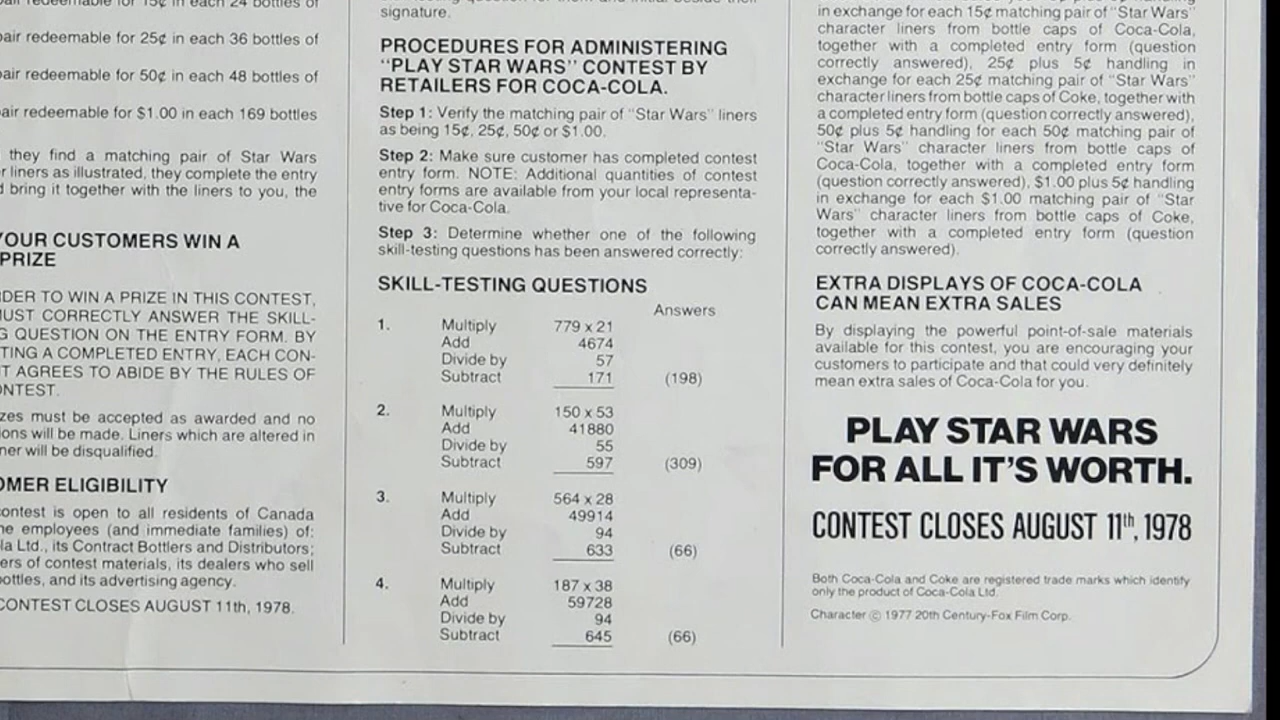 pair redeemable for 15¢ in each 24 bottles of
pair redeemable for 25¢ in each 36 bottles of
pair redeemable for 50¢ in each 48 bottles of
pair redeemable for $1.00 in each 169 bottles
they find a matching pair of Star Wars
liners as illustrated, they complete the entry
bring it together with the liners to you, the
YOUR CUSTOMERS WIN A
PRIZE
DER TO WIN A PRIZE IN THIS CONTEST,
MUST CORRECTLY ANSWER THE SKILL-
G QUESTION ON THE ENTRY FORM. BY
TING A COMPLETED ENTRY, EACH CON-
T AGREES TO ABIDE BY THE RULES OF
ONTEST.
zes must be accepted as awarded and no
ions will be made. Liners which are altered in
ner will be disqualified.
OMER ELIGIBILITY
contest is open to all residents of Canada
he employees (and immediate families) of:
la Ltd., its Contract Bottlers and Distributors;
ers of contest materials, its dealers who sell
bottles, and its advertising agency.
CONTEST CLOSES AUGUST 11th, 1978.
signature.
PROCEDURES FOR ADMINISTERING
"PLAY STAR WARS" CONTEST BY
RETAILERS FOR COCA-COLA.
Step 1: Verify the matching pair of "Star Wars" liners
as being 15¢, 25¢, 50¢ or $1.00.
Step 2: Make sure customer has completed contest
entry form. NOTE: Additional quantities of contest
entry forms are available from your local representa-
tive for Coca-Cola.
Step 3: Determine whether one of the following
skill-testing questions has been answered correctly:
SKILL-TESTING QUESTIONS
Answers
1. Multiply 779 x 21
Add 4674
Divide by 57
Subtract 171 (198)
2. Multiply 150 x 53
Add 41880
Divide by 55
Subtract 597 (309)
3. Multiply 564 x 28
Add 49914
Divide by 94
Subtract 633 (66)
4. Multiply 187 x 38
Add 59728
Divide by 94
Subtract 645 (66)
in exchange for each 15¢ matching pair of "Star Wars"
character liners from bottle caps of Coca-Cola,
together with a completed entry form (question
correctly answered), 25¢ plus 5¢ handling in
exchange for each 25¢ matching pair of "Star Wars"
character liners from bottle caps of Coke, together with
a completed entry form (question correctly answered),
50¢ plus 5¢ handling for each 50¢ matching pair of
"Star Wars" character liners from bottle caps of
Coca-Cola, together with a completed entry form
(question correctly answered), $1.00 plus 5¢ handling
in exchange for each $1.00 matching pair of "Star
Wars" character liners from bottle caps of Coke,
together with a completed entry form (question
correctly answered).
EXTRA DISPLAYS OF COCA-COLA
CAN MEAN EXTRA SALES
By displaying the powerful point-of-sale materials
available for this contest, you are encouraging your
customers to participate and that could very definitely
mean extra sales of Coca-Cola for you.
PLAY STAR WARS
FOR ALL IT'S WORTH.
CONTEST CLOSES AUGUST 11th, 1978
Both Coca-Cola and Coke are registered trade marks which identify
only the product of Coca-Cola Ltd.
Character © 1977 20th Century-Fox Film Corp.